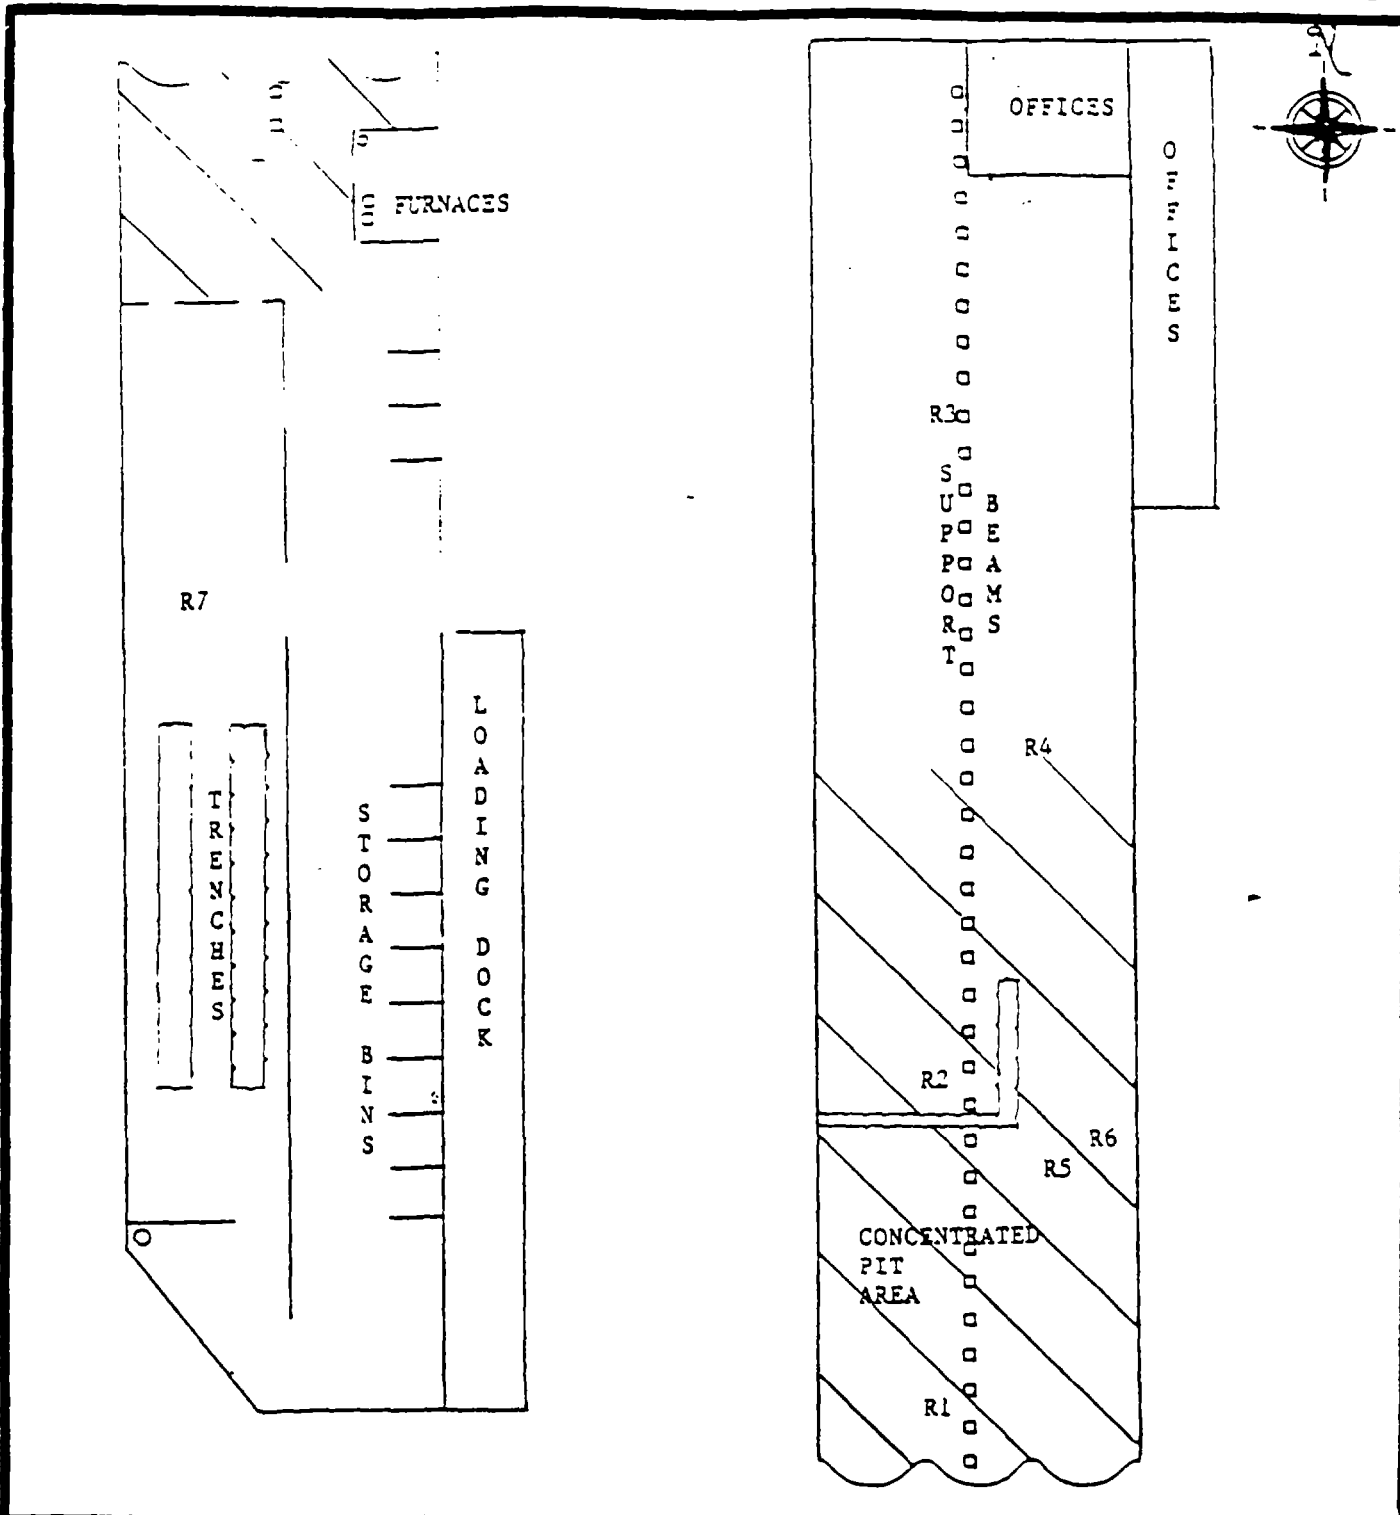 OFFICES
OFFICES
FURNACES
R3
SUPPORT
BEAMS
R7
LOADING DOCK
R4
TRENCHES
STORAGE BINS
R2
R6
R5
CONCENTRATED
PIT
AREA
R1